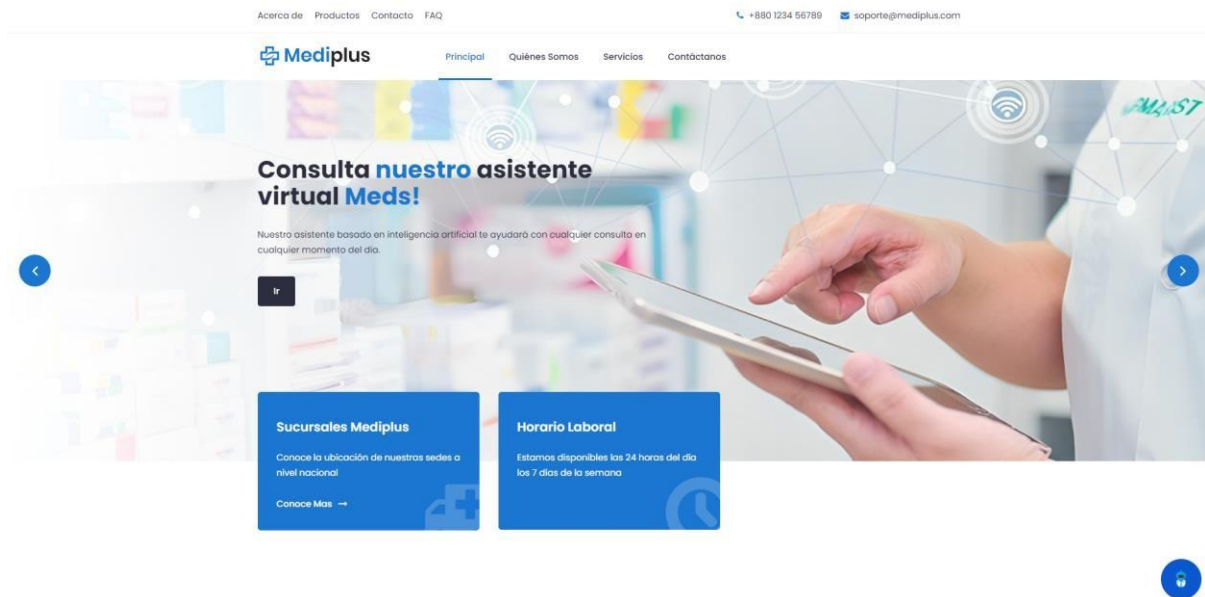 Acerca de Productos Contacto FAQ
+880 1234 56789 soporte@mediplus.com
Mediplus
Principal Quiénes Somos Servicios Contáctanos
Consulta nuestro asistente
virtual Meds!
Nuestro asistente basado en inteligencia artificial te ayudará con cualquier consulta en
cualquier momento del día.
Ir
Sucursales Mediplus
Conoce la ubicación de nuestras sedes a
nivel nacional
Conoce Mas →
Horario Laboral
Estamos disponibles las 24 horas del día
los 7 días de la semana